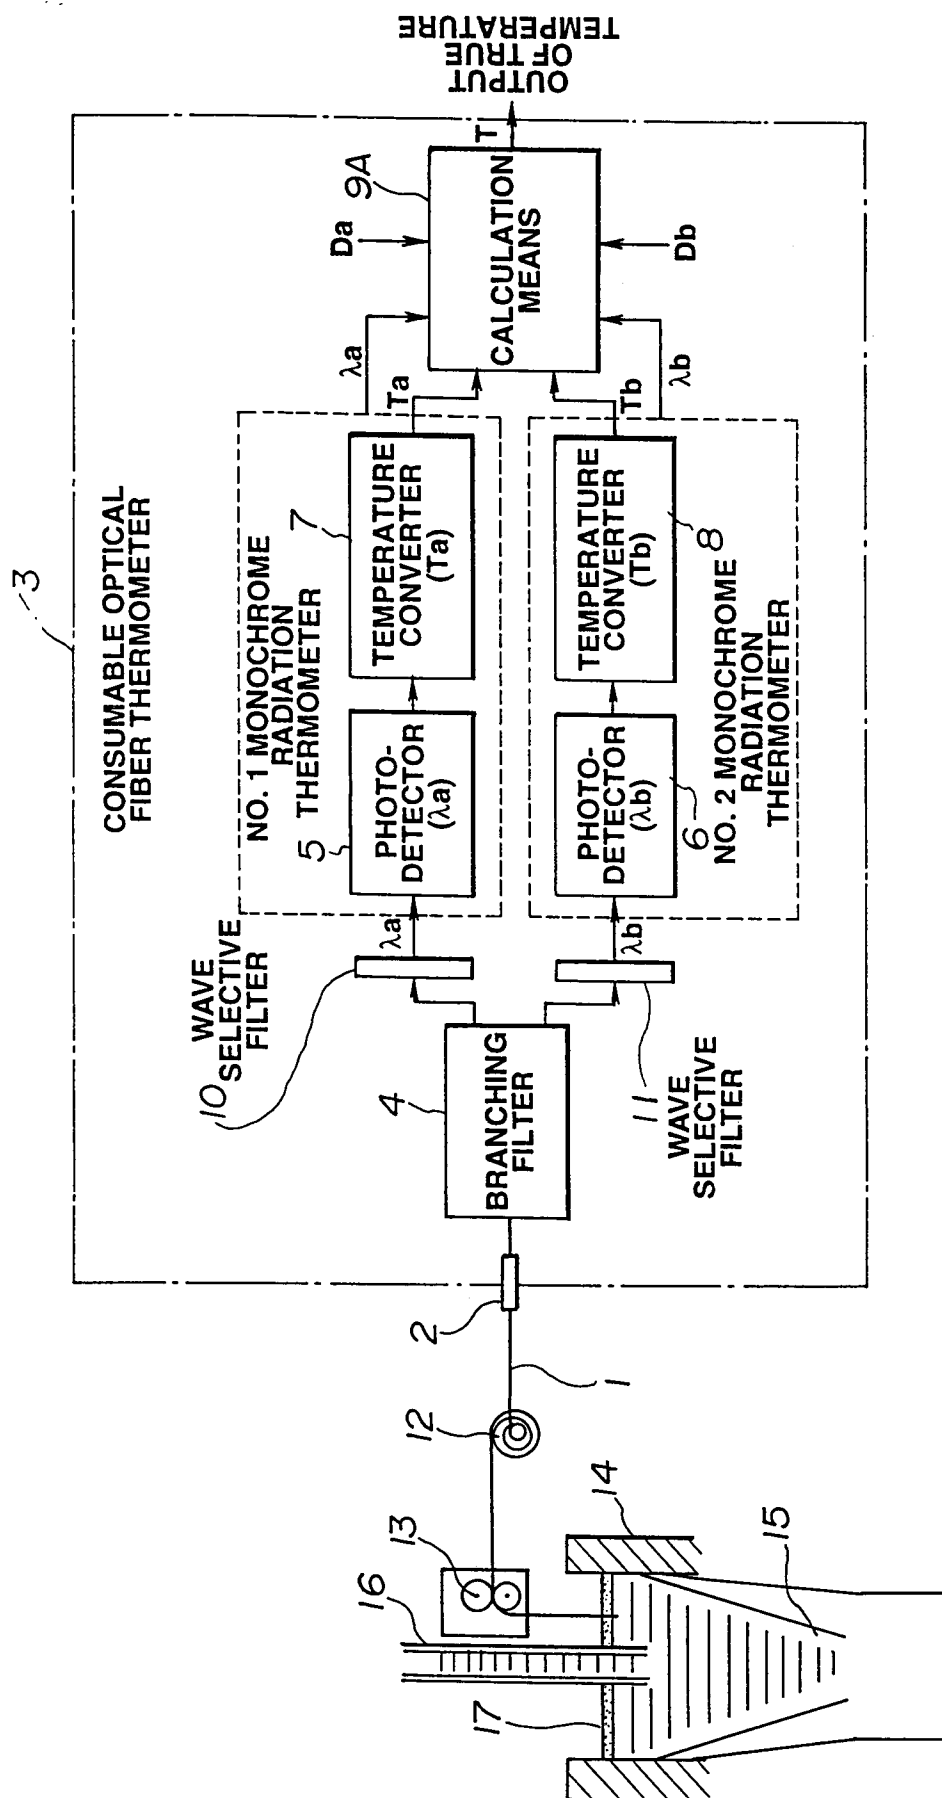 3
CONSUMABLE OPTICAL
FIBER THERMOMETER
NO. 1 MONOCHROME
RADIATION
THERMOMETER
WAVE
SELECTIVE
FILTER
10
5
PHOTO-
DETECTOR
(λa)
7
TEMPERATURE
CONVERTER
(Ta)
λa
λa
Ta
Da
9A
CALCULATION
MEANS
T
OUTPUT
OF TRUE
TEMPERATURE
Db
λb
Tb
4
BRANCHING
FILTER
λb
PHOTO-
DETECTOR
(λb)
6
TEMPERATURE
CONVERTER
(Tb)
8
NO. 2 MONOCHROME
RADIATION
THERMOMETER
11
WAVE
SELECTIVE
FILTER
2
1
12
13
16
17
14
15